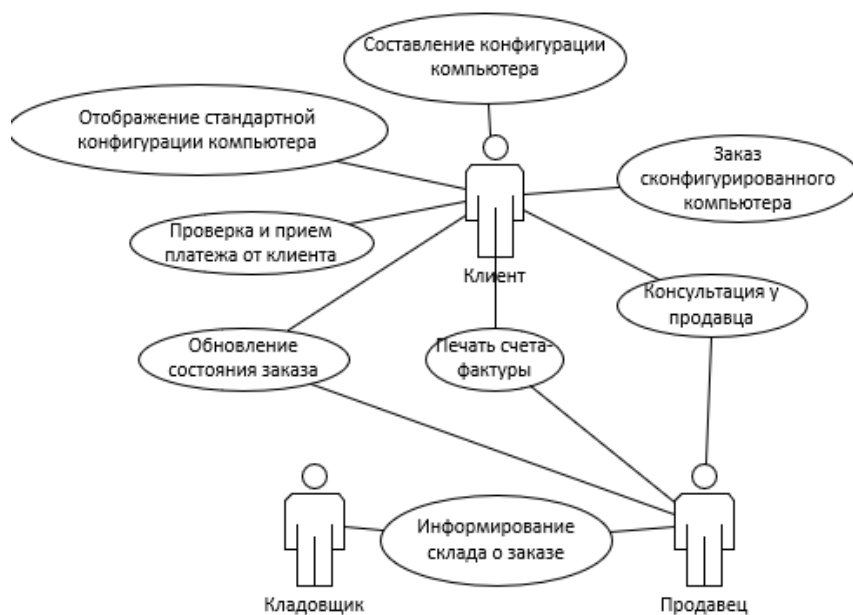 Составление конфигурации
компьютера
Отображение стандартной
конфигурации компьютера
Заказ
сконфигурированного
компьютера
Проверка и прием
платежа от клиента
Клиент
Консультация у
продавца
Обновление
состояния заказа
Печать счета-
фактуры
Информирование
склада о заказе
Кладовщик
Продавец